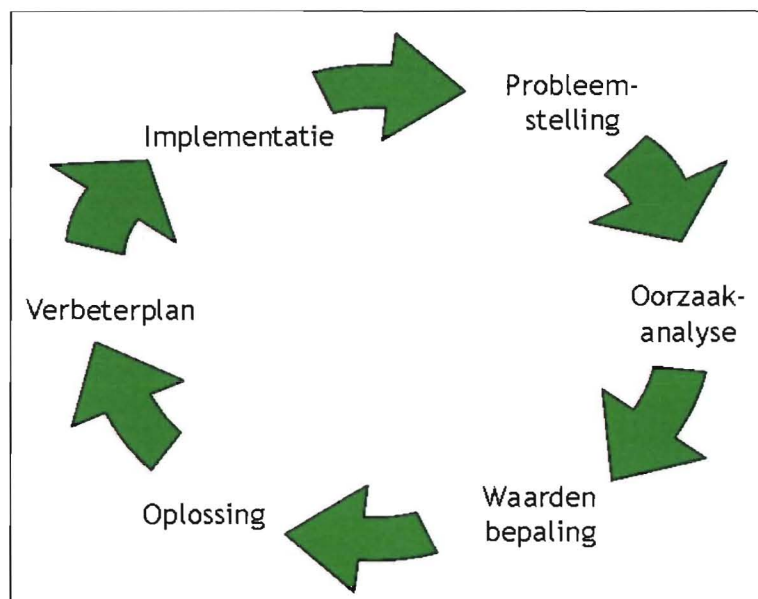 Probleem-
stelling
Oorzaak-
analyse
Waarden
bepaling
Oplossing
Verbeterplan
Implementatie